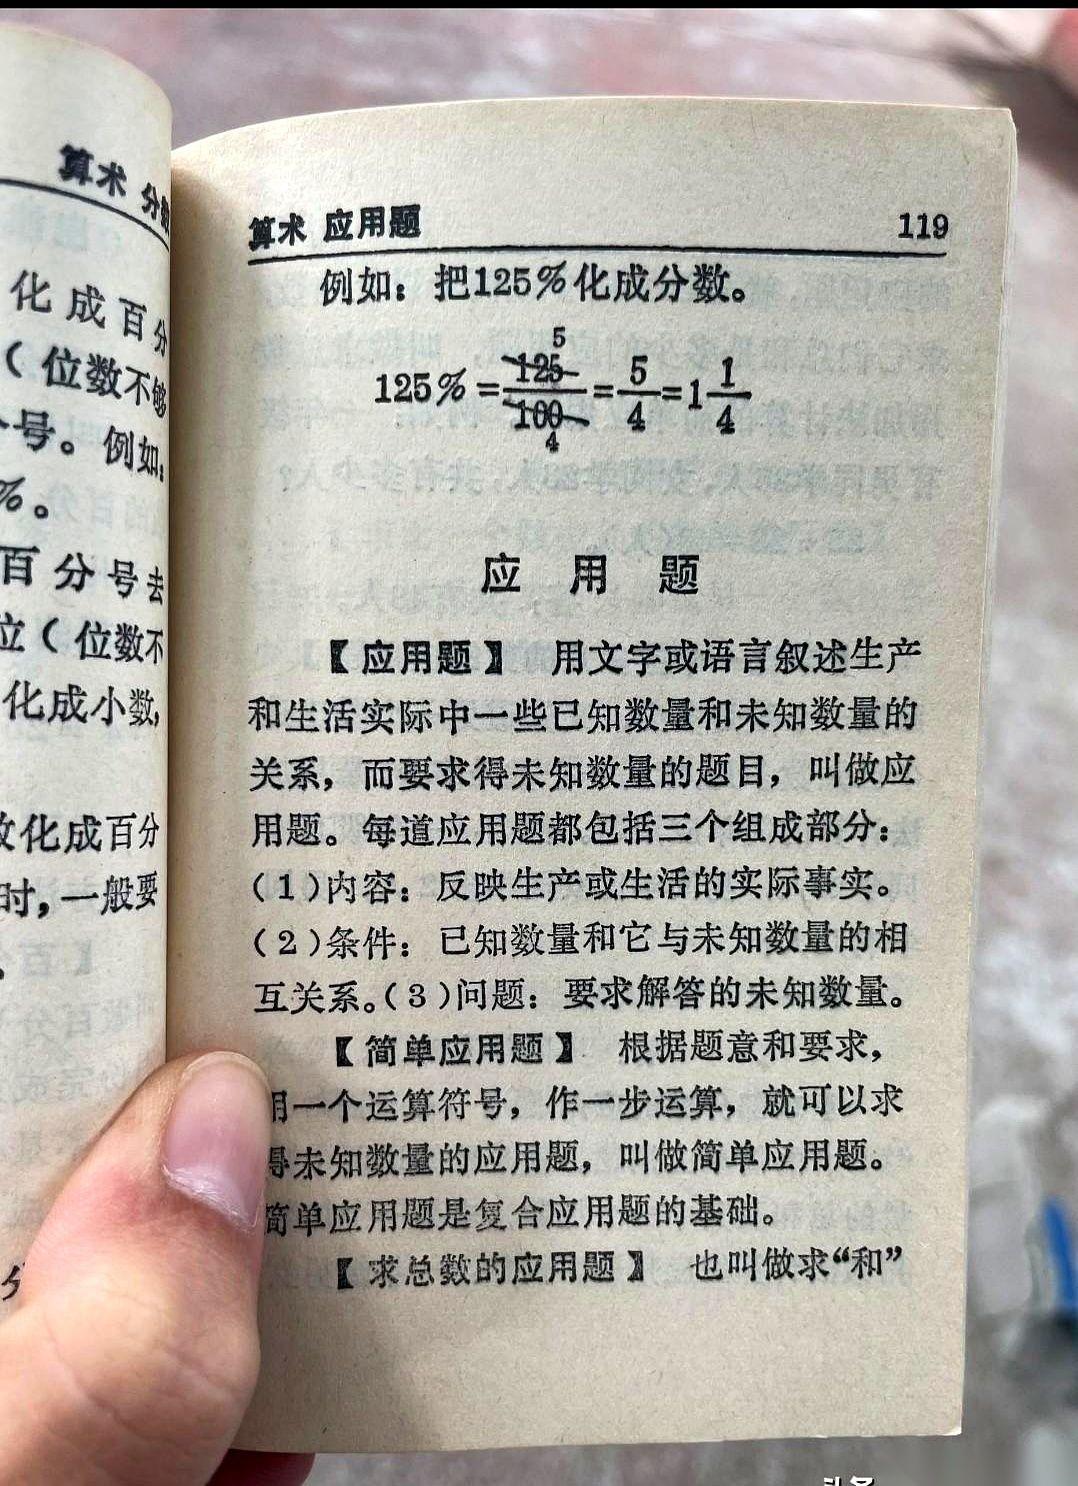 算术 分数
化成百分
（位数不够
号。例如：
%。
百分号去
位（位数不
化成小数，
数化成百分
时，一般要
算术 应用题 119
例如：把125%化成分数。
5
125% = 125/100 = 5/4 = 1 1/4
4
应用题
【应用题】 用文字或语言叙述生产
和生活实际中一些已知数量和未知数量的
关系，而要求得未知数量的题目，叫做应
用题。每道应用题都包括三个组成部分：
（1）内容：反映生产或生活的实际事实。
（2）条件：已知数量和它与未知数量的相
互关系。（3）问题：要求解答的未知数量。
【简单应用题】 根据题意和要求，
用一个运算符号，作一步运算，就可以求
得未知数量的应用题，叫做简单应用题。
简单应用题是复合应用题的基础。
【求总数的应用题】 也叫做求“和”